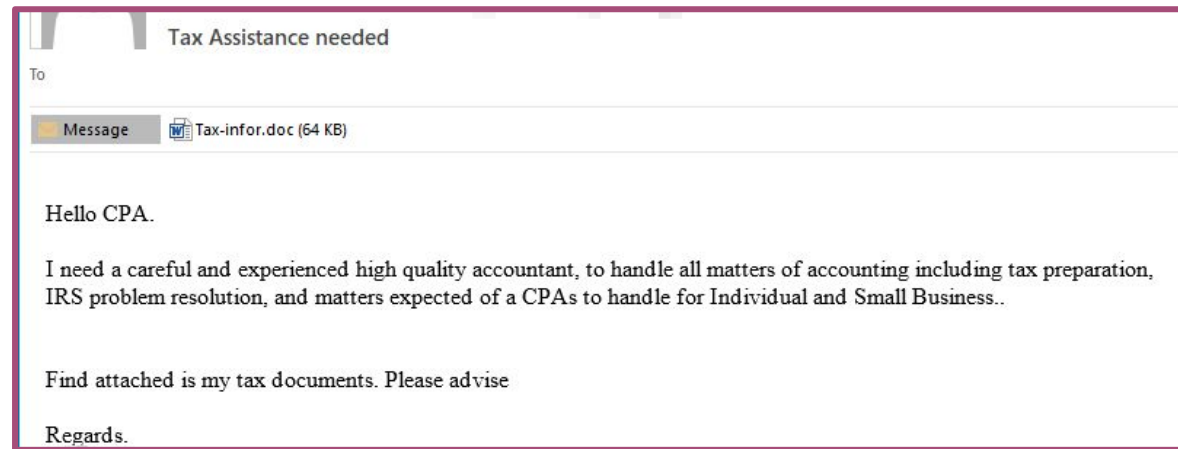 Tax Assistance needed
To
Message Tax-infor.doc (64 KB)
Hello CPA.
I need a careful and experienced high quality accountant, to handle all matters of accounting including tax preparation,
IRS problem resolution, and matters expected of a CPAs to handle for Individual and Small Business..
Find attached is my tax documents. Please advise
Regards.